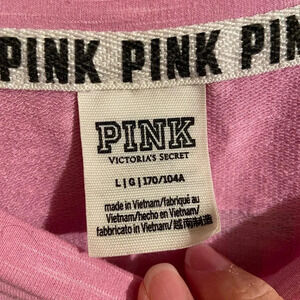 PINK PINK PINK
PINK
VICTORIA'S SECRET
L | G | 170/104A
made in Vietnam/fabriqué au
Vietnam/hecho en Vietnam/
fabbricato in Vietnam/越南制造